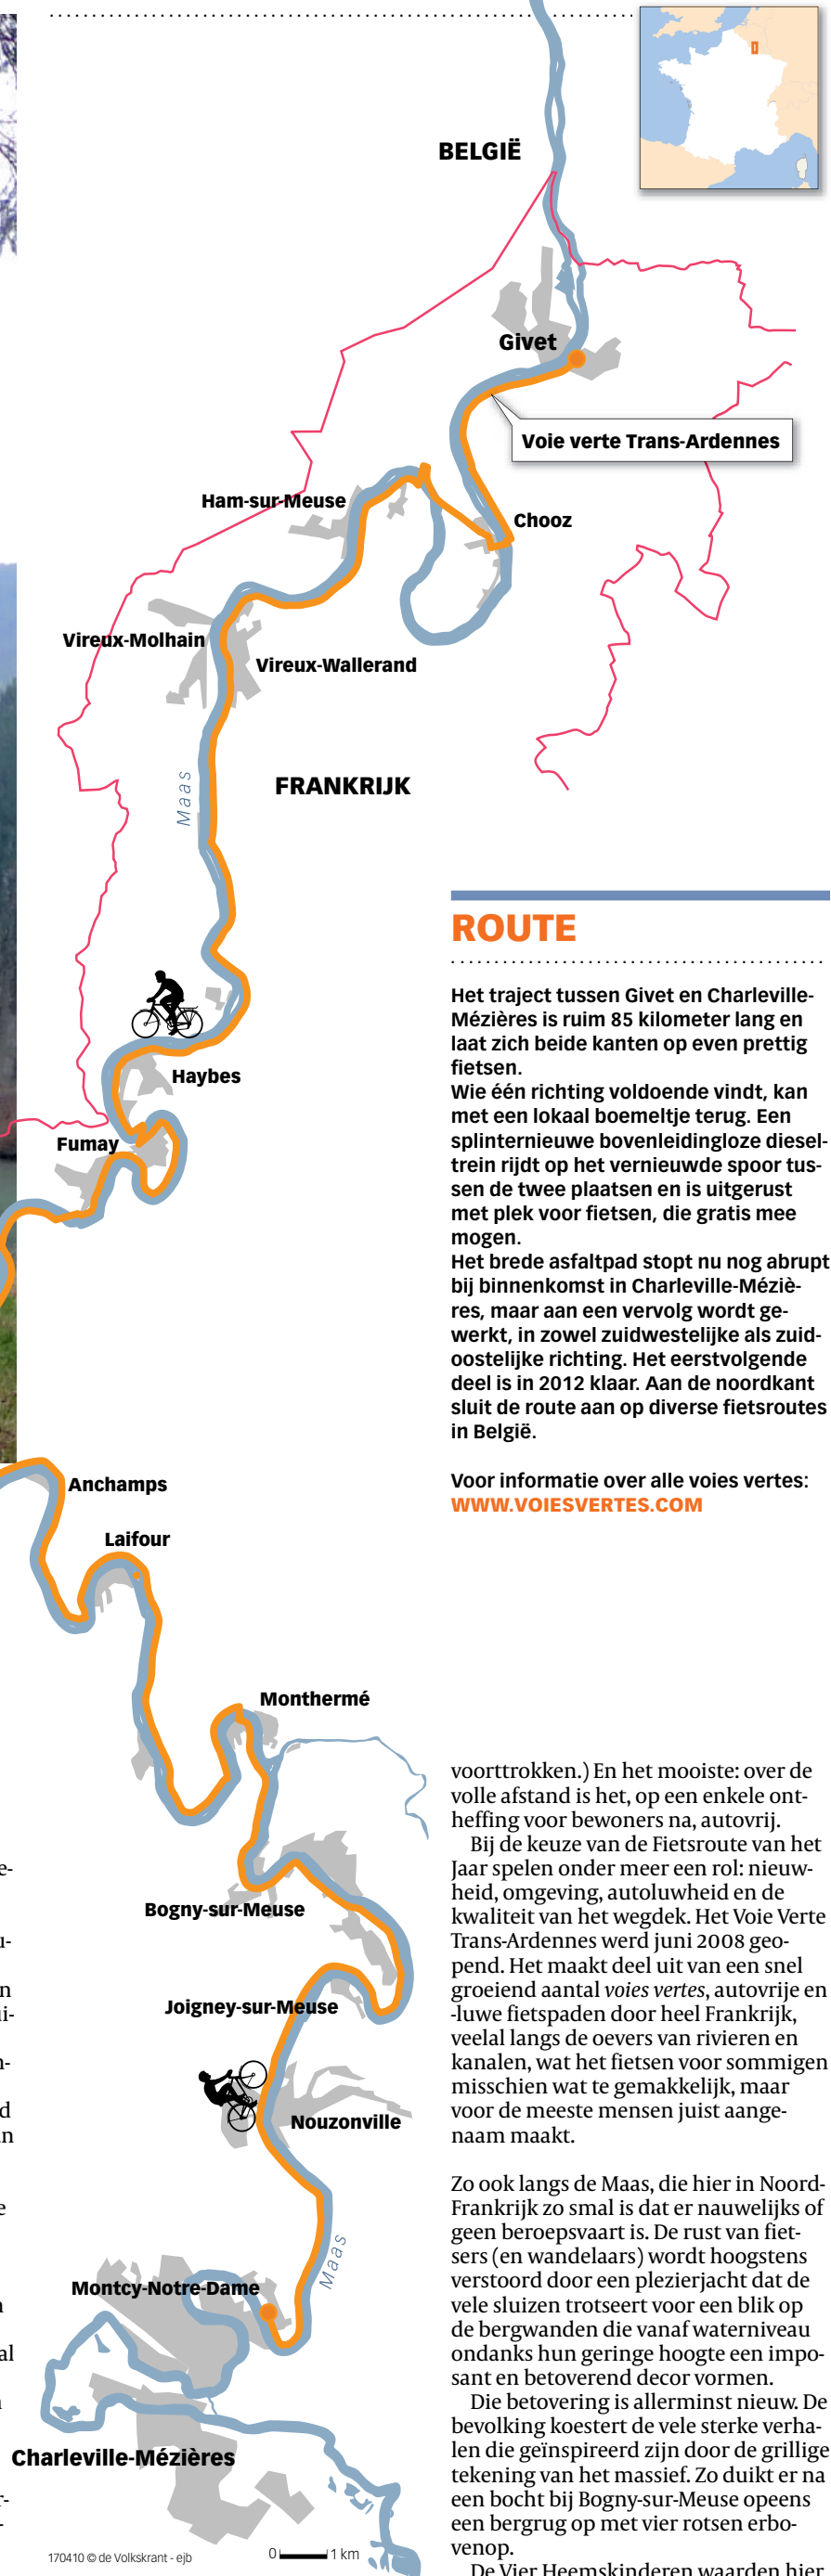 BELGIË
Givet
Voie verte Trans-Ardennes
Ham-sur-Meuse
Chooz
Vireux-Molhain
Vireux-Wallerand
FRANKRIJK
Maas
Haybes
Fumay
Anchamps
Laifour
Monthermé
Bogny-sur-Meuse
Joigney-sur-Meuse
Nouzonville
Maas
Montcy-Notre-Dame
Charleville-Mézières
170410 © de Volkskrant - ejb
0 1 km
ROUTE
Het traject tussen Givet en Charleville-
Mézières is ruim 85 kilometer lang en
laat zich beide kanten op even prettig
fietsen.
Wie één richting voldoende vindt, kan
met een lokaal boemeltje terug. Een
splinternieuwe bovenleidingloze diesel-
trein rijdt op het vernieuwde spoor tus-
sen de twee plaatsen en is uitgerust
met plek voor fietsen, die gratis mee
mogen.
Het brede asfaltpad stopt nu nog abrupt
bij binnenkomst in Charleville-Méziè-
res, maar aan een vervolg wordt ge-
werkt, in zowel zuidwestelijke als zuid-
oostelijke richting. Het eerstvolgende
deel is in 2012 klaar. Aan de noordkant
sluit de route aan op diverse fietsroutes
in België.
Voor informatie over alle voies vertes:
WWW.VOIESVERTES.COM
voorttrokken.) En het mooiste: over de
volle afstand is het, op een enkele ont-
heffing voor bewoners na, autovrij.
Bij de keuze van de Fietsroute van het
Jaar spelen onder meer een rol: nieuw-
heid, omgeving, autoluwheid en de
kwaliteit van het wegdek. Het Voie Verte
Trans-Ardennes werd juni 2008 geo-
pend. Het maakt deel uit van een snel
groeiend aantal voies vertes, autovrije en
-luwe fietspaden door heel Frankrijk,
veelal langs de oevers van rivieren en
kanalen, wat het fietsen voor sommigen
misschien wat te gemakkelijk, maar
voor de meeste mensen juist aange-
naam maakt.
Zo ook langs de Maas, die hier in Noord-
Frankrijk zo smal is dat er nauwelijks of
geen beroepsvaart is. De rust van fiet-
sers (en wandelaars) wordt hoogstens
verstoord door een plezierjacht dat de
vele sluizen trotseert voor een blik op
de bergwanden die vanaf waterniveau
ondanks hun geringe hoogte een impo-
sant en betoverend decor vormen.
Die betovering is allerminst nieuw. De
bevolking koestert de vele sterke verha-
len die geïnspireerd zijn door de grillige
tekening van het massief. Zo duikt er na
een bocht bij Bogny-sur-Meuse opeens
een bergrug op met vier rotsen erbo-
venop.
De Vier Heemskinderen waarden hier